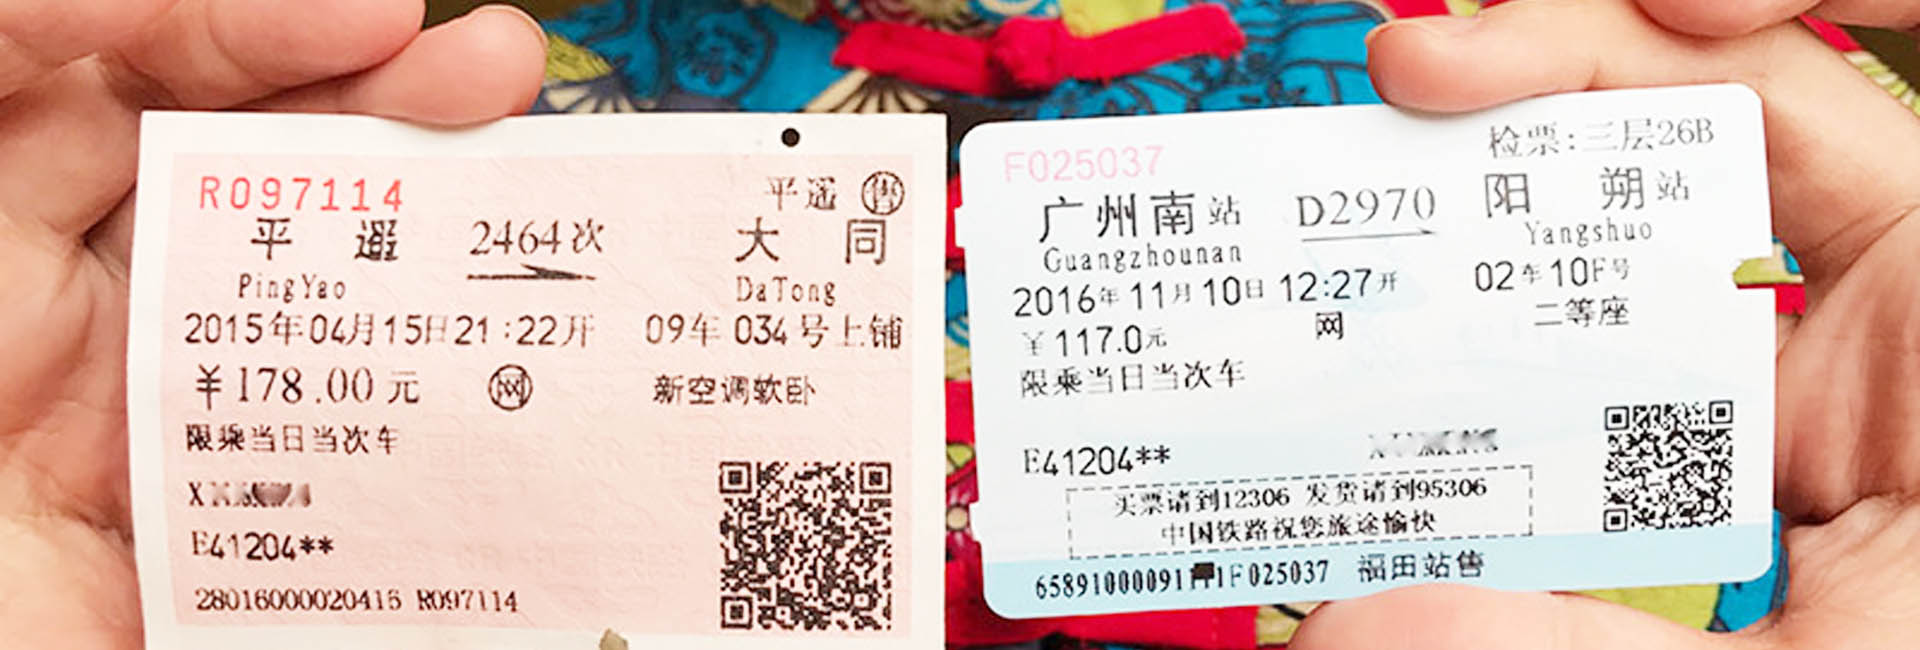 R097114
平遥 售
平遥 2464次 大同
PingYao DaTong
2015年04月15日21:22开 09车 034号上铺
￥178.00元 网 新空调软卧
限乘当日当次车
E41204**
28016000020415 R097114
F025037
检票:三层26B
广州南站 D2970 阳朔站
Guangzhounan Yangshuo
2016年11月10日 12:27开 02车10F号
￥117.0元 网 二等座
限乘当日当次车
E41204**
买票请到12306 发货请到95306
中国铁路祝您旅途愉快
65891000091 1F025037 福田站售